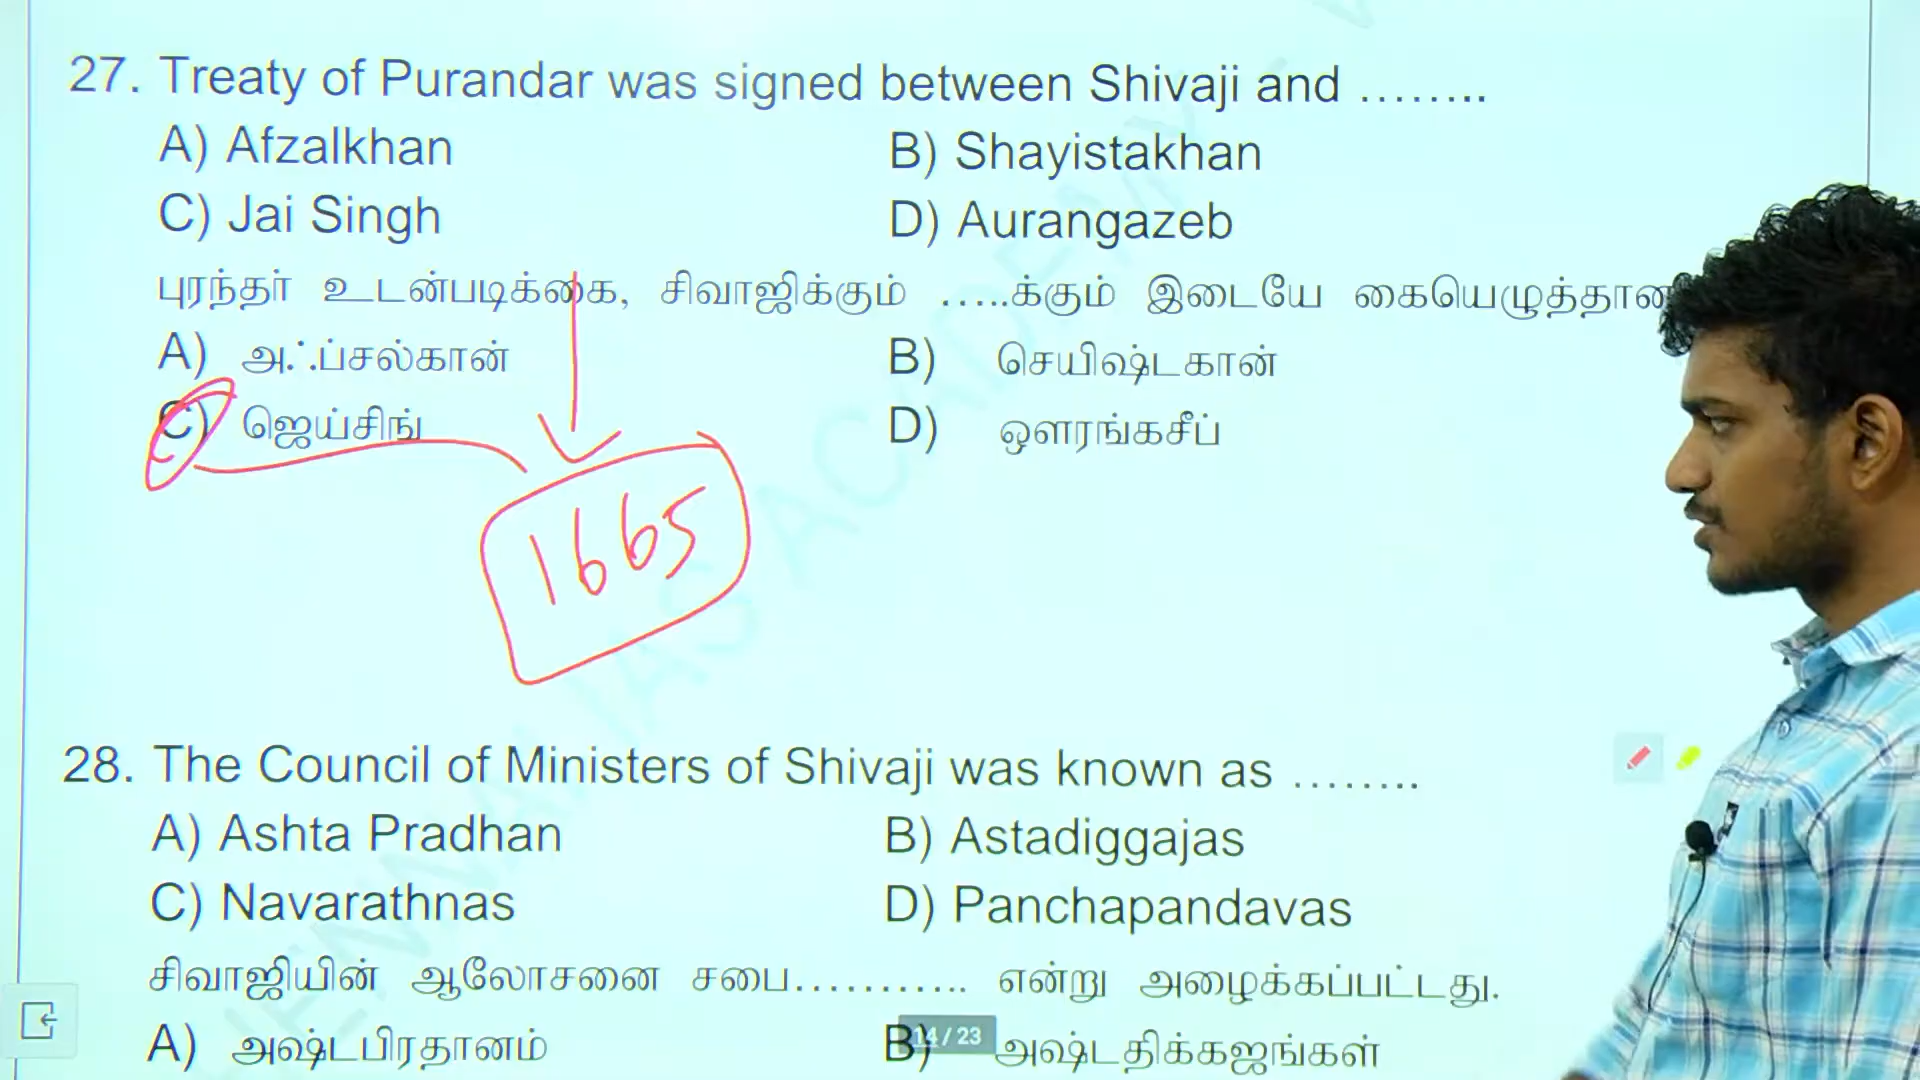 27. Treaty of Purandar was signed between Shivaji and ........
A) Afzalkhan B) Shayistakhan
C) Jai Singh D) Aurangazeb
புரந்தர் உடன்படிக்கை, சிவாஜிக்கும் .....க்கும் இடையே கையெழுத்தான
A) அஃப்சல்கான் B) செயிஷ்டகான்
C) ஜெய்சிங் D) ஔரங்கசீப்
1665
28. The Council of Ministers of Shivaji was known as ........
A) Ashta Pradhan B) Astadiggajas
C) Navarathnas D) Panchapandavas
சிவாஜியின் ஆலோசனை சபை........... என்று அழைக்கப்பட்டது.
A) அஷ்டபிரதானம் B) அஷ்டதிக்கஜங்கள்
14 / 23